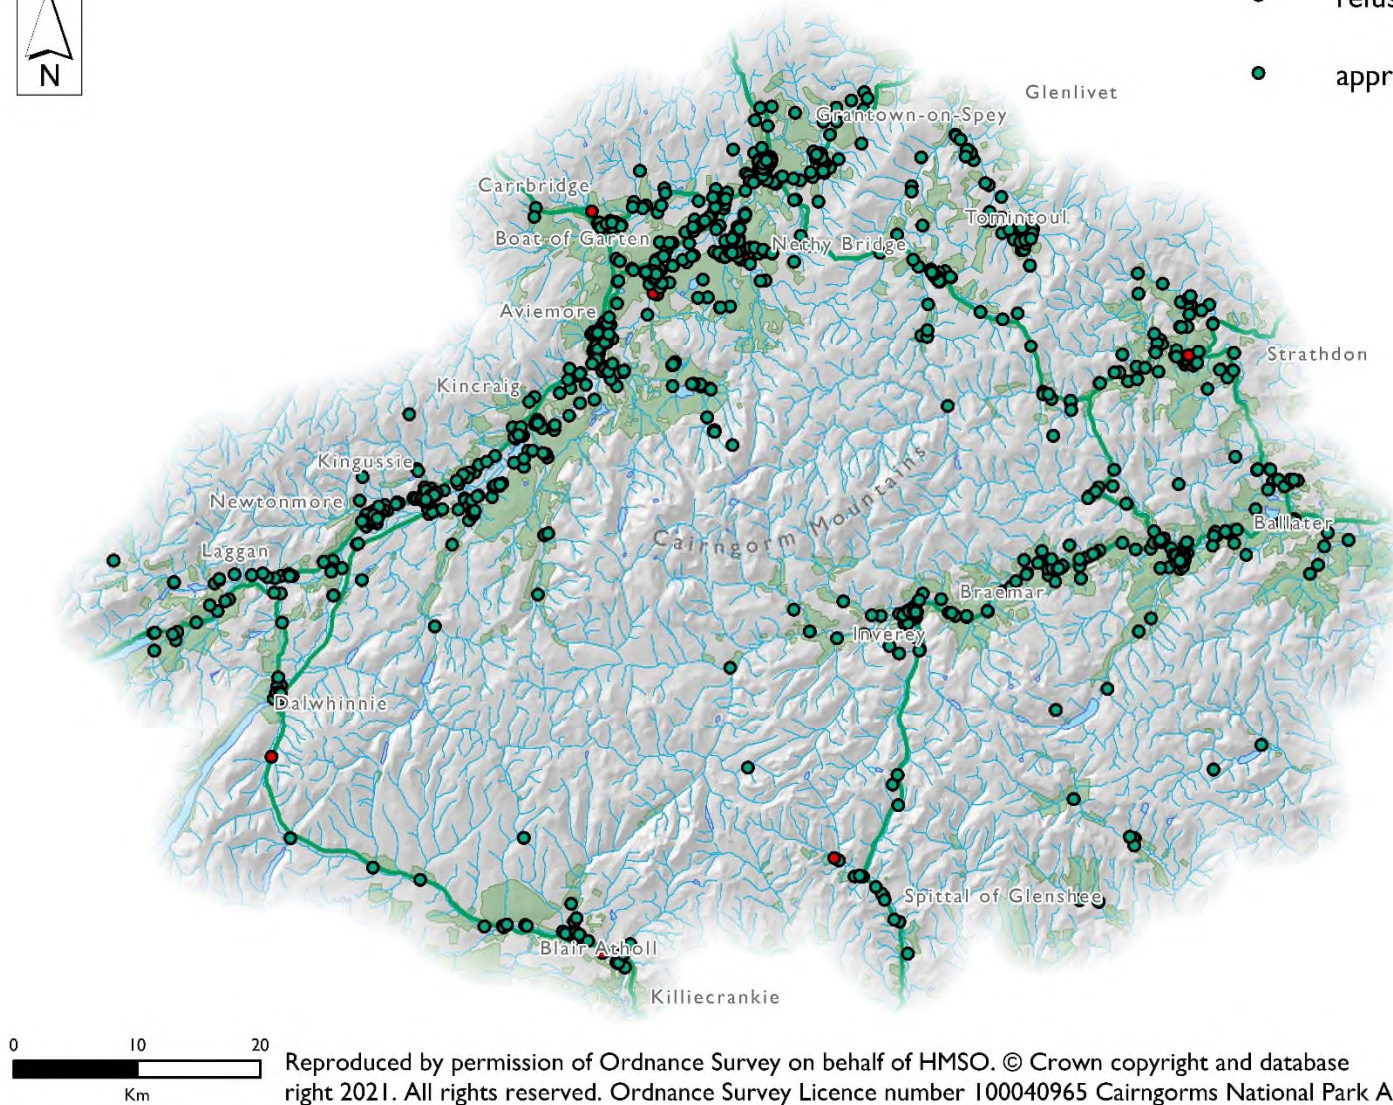 N
appr
Glenlivet
Grantown-on-Spey
Carrbridge
Tomintoul
Boat of Garten
Nethy Bridge
Aviemore
Strathdon
Kincraig
Kingussie
Newtonmore
Cairngorm Mountains
Ballater
Laggan
Braemar
Inverey
Dalwhinnie
Spittal of Glenshee
Blair Atholl
Killiecrankie
0 10 20
Km
Reproduced by permission of Ordnance Survey on behalf of HMSO. © Crown copyright and database
right 2021. All rights reserved. Ordnance Survey Licence number 100040965 Cairngorms National Park A